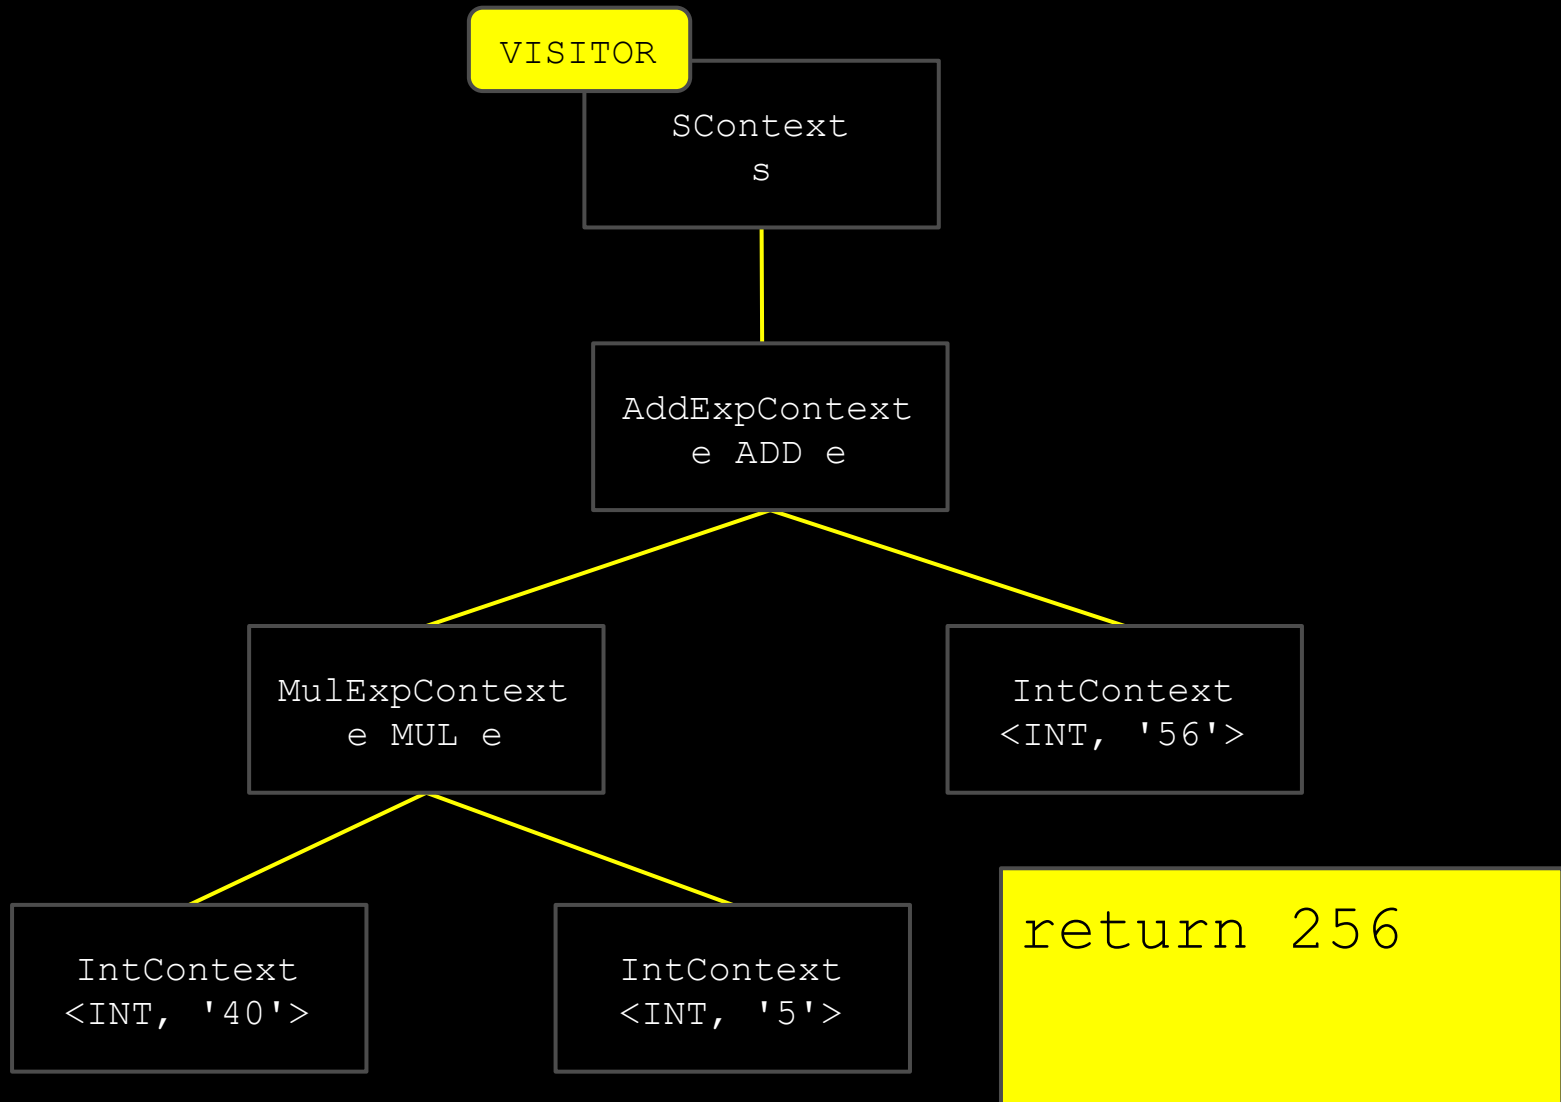 VISITOR
SContext
s
AddExpContext
e ADD e
MulExpContext
e MUL e
IntContext
<INT, '56'>
IntContext
<INT, '40'>
IntContext
<INT, '5'>
return 256